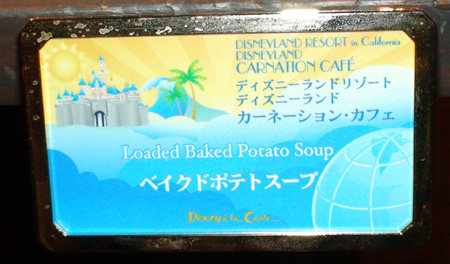 DISNEYLAND RESORT in California
DISNEYLAND
CARNATION CAFÉ
ディズニーランドリゾート
ディズニーランド
カーネーション・カフェ
Loaded Baked Potato Soup
ベイクドポテトスープ